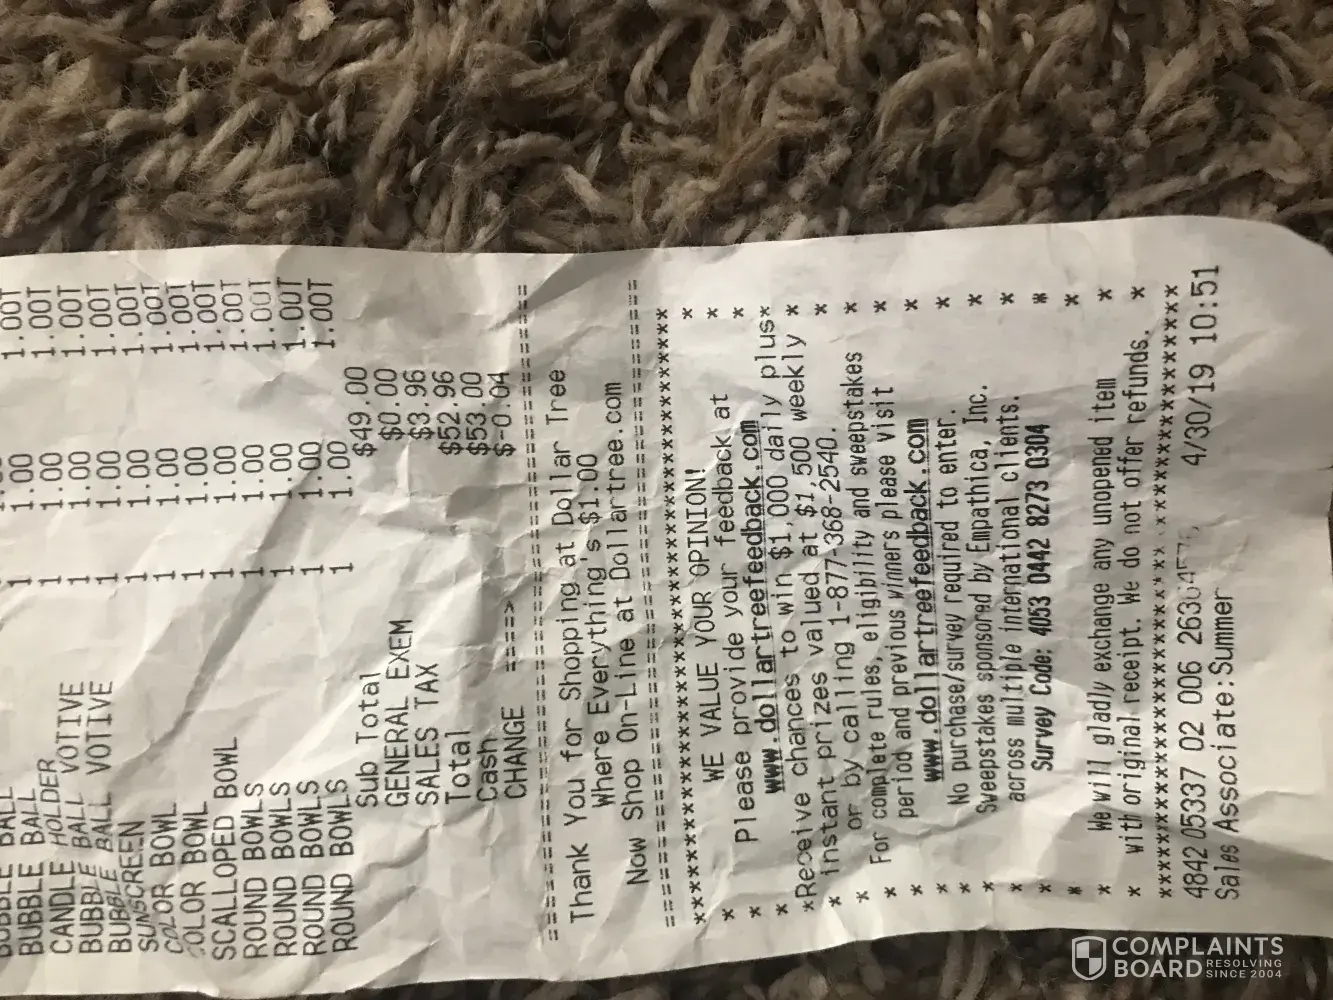 BUBBLE BALL 1 1.00 1.00T
BUBBLE BALL 1 1.00 1.00T
CANDLE HOLDER 1 1.00 1.00T
BUBBLE BALL VOTIVE 1 1.00 1.00T
BUBBLE BALL VOTIVE 1 1.00 1.00T
SUNSCREEN 1 1.00 1.00T
COLOR BOWL 1 1.00 1.00T
COLOR BOWL 1 1.00 1.00T
SCALLOPED BOWL 1 1.00 1.00T
ROUND BOWLS 1 1.00 1.00T
ROUND BOWLS 1 1.00 1.00T
ROUND BOWLS 1 1.00 1.00T
ROUND BOWLS 1 1.00 1.00T
Sub Total $49.00
GENERAL EXEM $0.00
SALES TAX $3.96
Total $52.96
Cash $53.00
CHANGE ====> $-0.04
Thank You for Shopping at Dollar Tree
Where Everything's $1.00
Now Shop On-Line at Dollartree.com
WE VALUE YOUR OPINION!
Please provide your feedback at
www.dollartreefeedback.com
*Receive chances to win $1,000 daily plus*
instant prizes valued at $1,500 weekly *
* or by calling 1-877-368-2540. *
* For complete rules, eligibility and sweepstakes *
* period and previous winners please visit *
* www.dollartreefeedback.com *
* No purchase/survey required to enter. *
* Sweepstakes sponsored by Empathica, Inc. *
* across multiple international clients. *
* Survey Code: 4053 0442 8273 0304 *
* *
* We will gladly exchange any unopened item *
* with original receipt. We do not offer refunds. *
4842 05337 02 006 4/30/19 10:51
Sales Associate:Summer
COMPLAINTS
BOARD RESOLVING
SINCE 2004